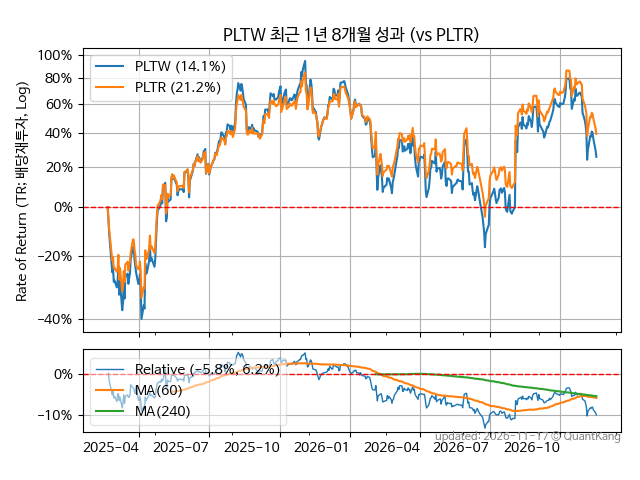 PLTW 최근 1년 8개월 성과 (vs PLTR)
Rate of Return (TR: 배당재투자, Log)
100%
80%
60%
40%
20%
0%
−20%
−40%
PLTW (14.1%)
PLTR (21.2%)
0%
−10%
Relative (−5.8%, 6.2%)
MA(60)
MA(240)
2025-04 2025-07 2025-10 2026-01 2026-04 2026-06 2026-10
updated: 2026-11-17 © QuantKang